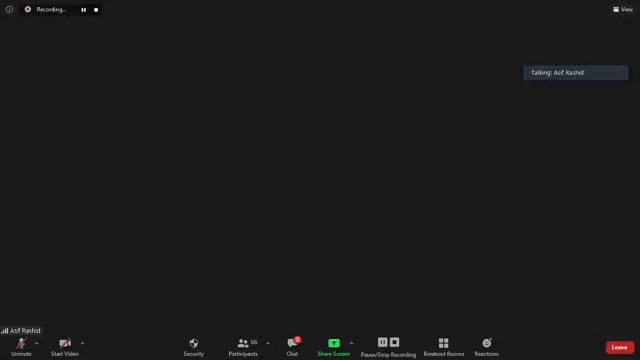 Recording...
View
Talking: Asif Rashid
Asif Rashid
Unmute
Start Video
Security
66
Participants
2
Chat
Share Screen
Pause/Stop Recording
Breakout Rooms
Reactions
Leave